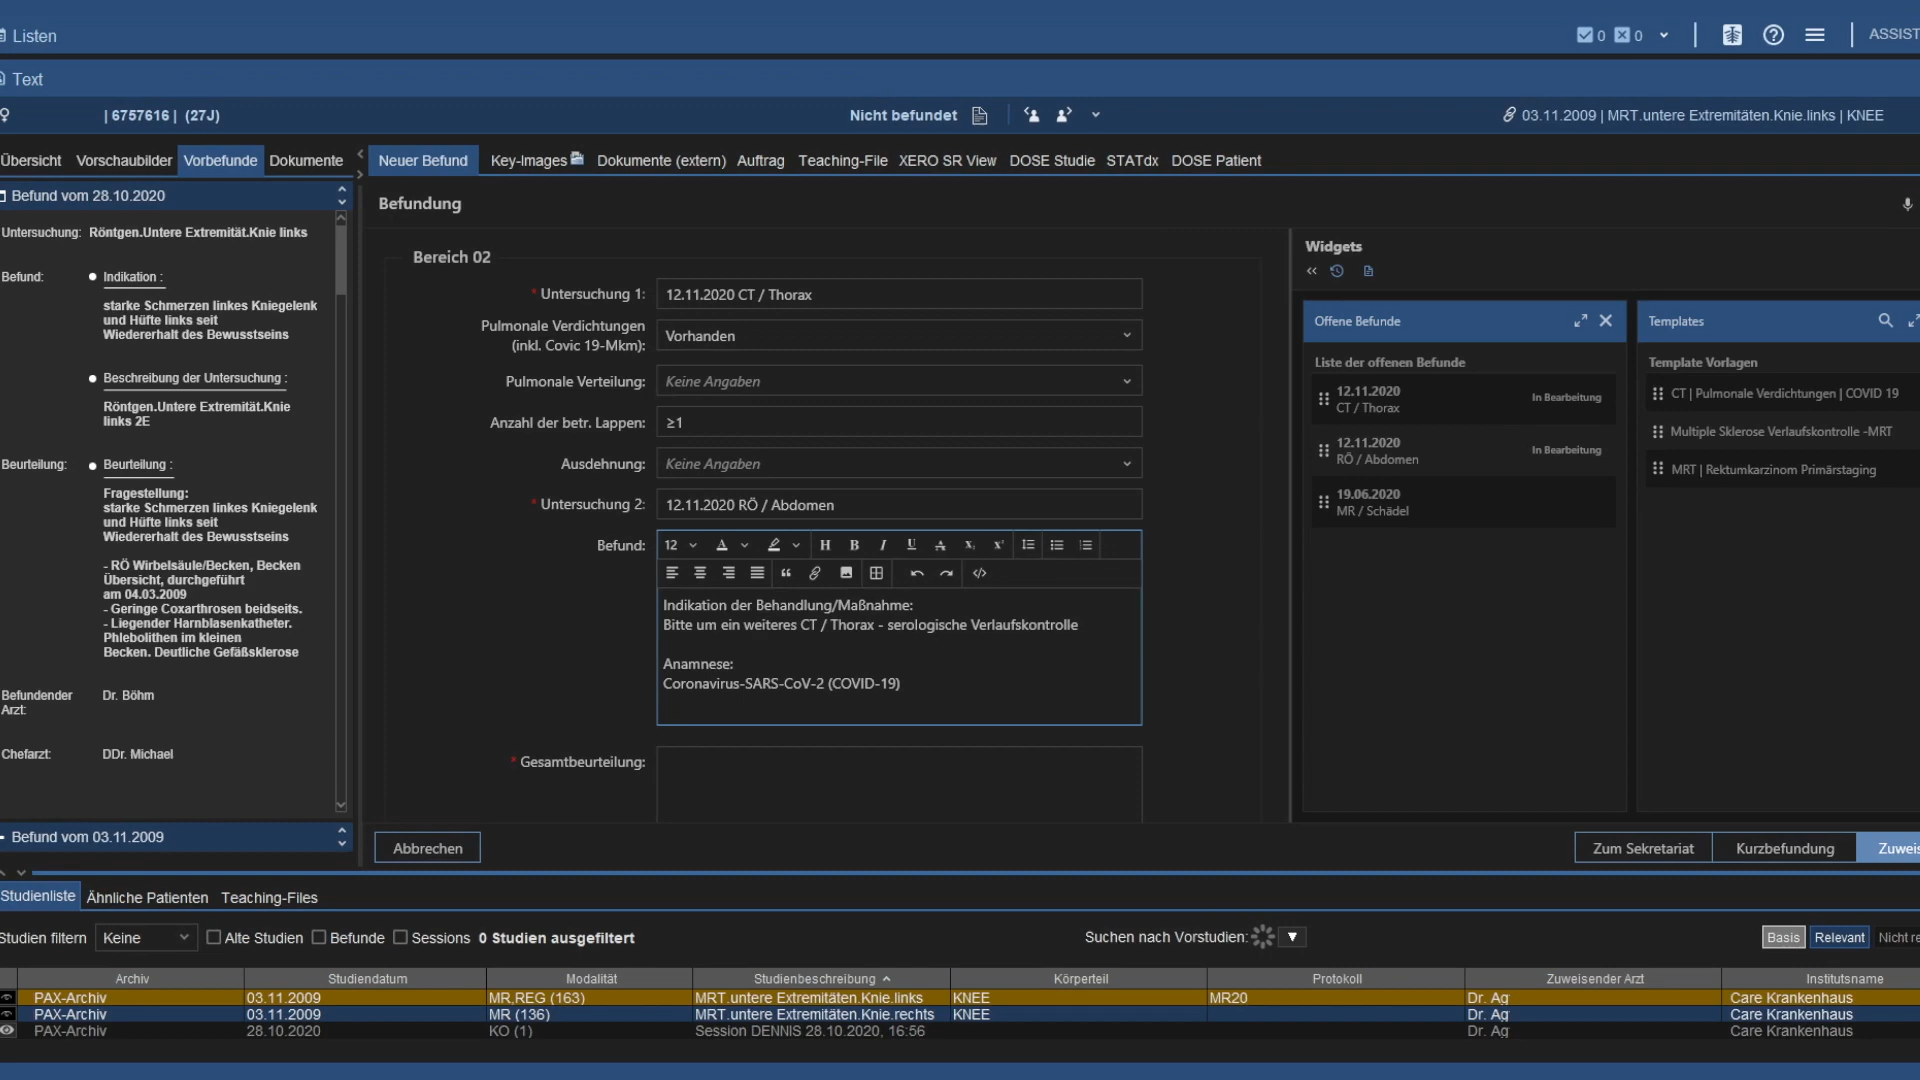 Listen
0 0
ASSIST
Text
| 6757616 | (27J)
Nicht befundet
03.11.2009 | MRT.untere Extremitäten.Knie.links | KNEE
Übersicht Vorschaubilder Vorbefunde Dokumente
Neuer Befund Key-Images Dokumente (extern) Auftrag Teaching-File XERO SR View DOSE Studie STATdx DOSE Patient
Befund vom 28.10.2020
Untersuchung: Röntgen.Untere Extremität.Knie links
Befund:
Indikation :
starke Schmerzen linkes Kniegelenk
und Hüfte links seit
Wiedererhalt des Bewusstseins
Beschreibung der Untersuchung :
Röntgen.Untere Extremität.Knie
links 2E
Beurteilung:
Beurteilung :
Fragestellung:
starke Schmerzen linkes Kniegelenk
und Hüfte links seit
Wiedererhalt des Bewusstseins
- RÖ Wirbelsäule/Becken, Becken
Übersicht, durchgeführt
am 04.03.2009
- Geringe Coxarthrosen beidseits.
- Liegender Harnblasenkatheter.
Phlebolithen im kleinen
Becken. Deutliche Gefäßsklerose
Befundender
Arzt:
Dr. Böhm
Chefarzt: DDr. Michael
Befund vom 03.11.2009
Befundung
Bereich 02
* Untersuchung 1: 12.11.2020 CT / Thorax
Pulmonale Verdichtungen
(inkl. Covic 19-Mkm):
Vorhanden
Pulmonale Verteilung: Keine Angaben
Anzahl der betr. Lappen: ≥1
Ausdehnung: Keine Angaben
* Untersuchung 2: 12.11.2020 RÖ / Abdomen
Befund:
12 A H B I U A x x
Indikation der Behandlung/Maßnahme:
Bitte um ein weiteres CT / Thorax - serologische Verlaufskontrolle
Anamnese:
Coronavirus-SARS-CoV-2 (COVID-19)
* Gesamtbeurteilung:
Abbrechen
Widgets
Offene Befunde
Liste der offenen Befunde
12.11.2020
CT / Thorax
In Bearbeitung
12.11.2020
RÖ / Abdomen
In Bearbeitung
19.06.2020
MR / Schädel
Templates
Template Vorlagen
CT | Pulmonale Verdichtungen | COVID 19
Multiple Sklerose Verlaufskontrolle -MRT
MRT | Rektumkarzinom Primärstaging
Zum Sekretariat Kurzbefundung Zuweis
Studienliste Ähnliche Patienten Teaching-Files
Studien filtern Keine Alte Studien Befunde Sessions 0 Studien ausgefiltert
Suchen nach Vorstudien:
Basis Relevant Nicht re
Archiv Studiendatum Modalität Studienbeschreibung Körperteil Protokoll Zuweisender Arzt Institutsname
PAX-Archiv 03.11.2009 MR,REG (163) MRT.untere Extremitäten.Knie.links KNEE MR20 Dr. Ag Care Krankenhaus
PAX-Archiv 03.11.2009 MR (136) MRT.untere Extremitäten.Knie.rechts KNEE Dr. Ag Care Krankenhaus
PAX-Archiv 28.10.2020 KO (1) Session DENNIS 28.10.2020, 16:56 Dr. Ag Care Krankenhaus